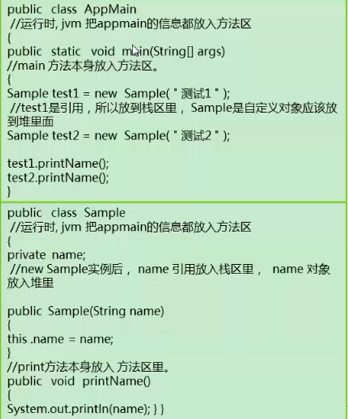 public class AppMain
//运行时, jvm 把appmain的信息都放入方法区
{
public static void main(String[] args)
//main 方法本身放入方法区。
{
Sample test1 = new Sample( " 测试1 " );
//test1是引用，所以放到栈区里， Sample是自定义对象应该放
到堆里面
Sample test2 = new Sample( " 测试2 " );
test1.printName();
test2.printName();
}
public class Sample
//运行时, jvm 把appmain的信息都放入方法区
{
private name;
//new Sample实例后， name 引用放入栈区里， name 对象
放入堆里
public Sample(String name)
{
this .name = name;
}
//print方法本身放入 方法区里。
public void printName()
{
System.out.println(name); } }